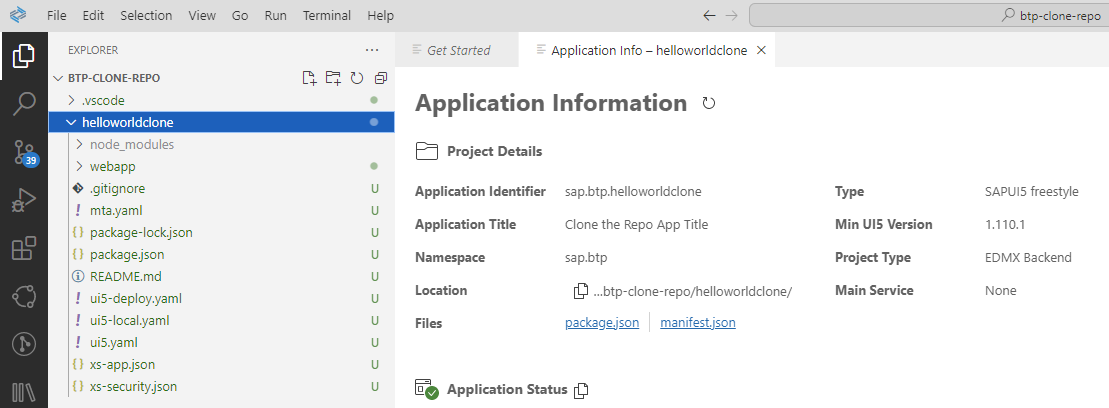 File Edit Selection View Go Run Terminal Help
btp-clone-repo
EXPLORER
Get Started
Application Info – helloworldclone
BTP-CLONE-REPO
.vscode
helloworldclone
node_modules
webapp
.gitignore U
mta.yaml U
package-lock.json U
package.json U
README.md U
ui5-deploy.yaml U
ui5-local.yaml U
ui5.yaml U
xs-app.json U
xs-security.json U
39
Application Information
Project Details
Application Identifier sap.btp.helloworldclone
Application Title Clone the Repo App Title
Namespace sap.btp
Location ...btp-clone-repo/helloworldclone/
Files package.json manifest.json
Type SAPUI5 freestyle
Min UI5 Version 1.110.1
Project Type EDMX Backend
Main Service None
Application Status